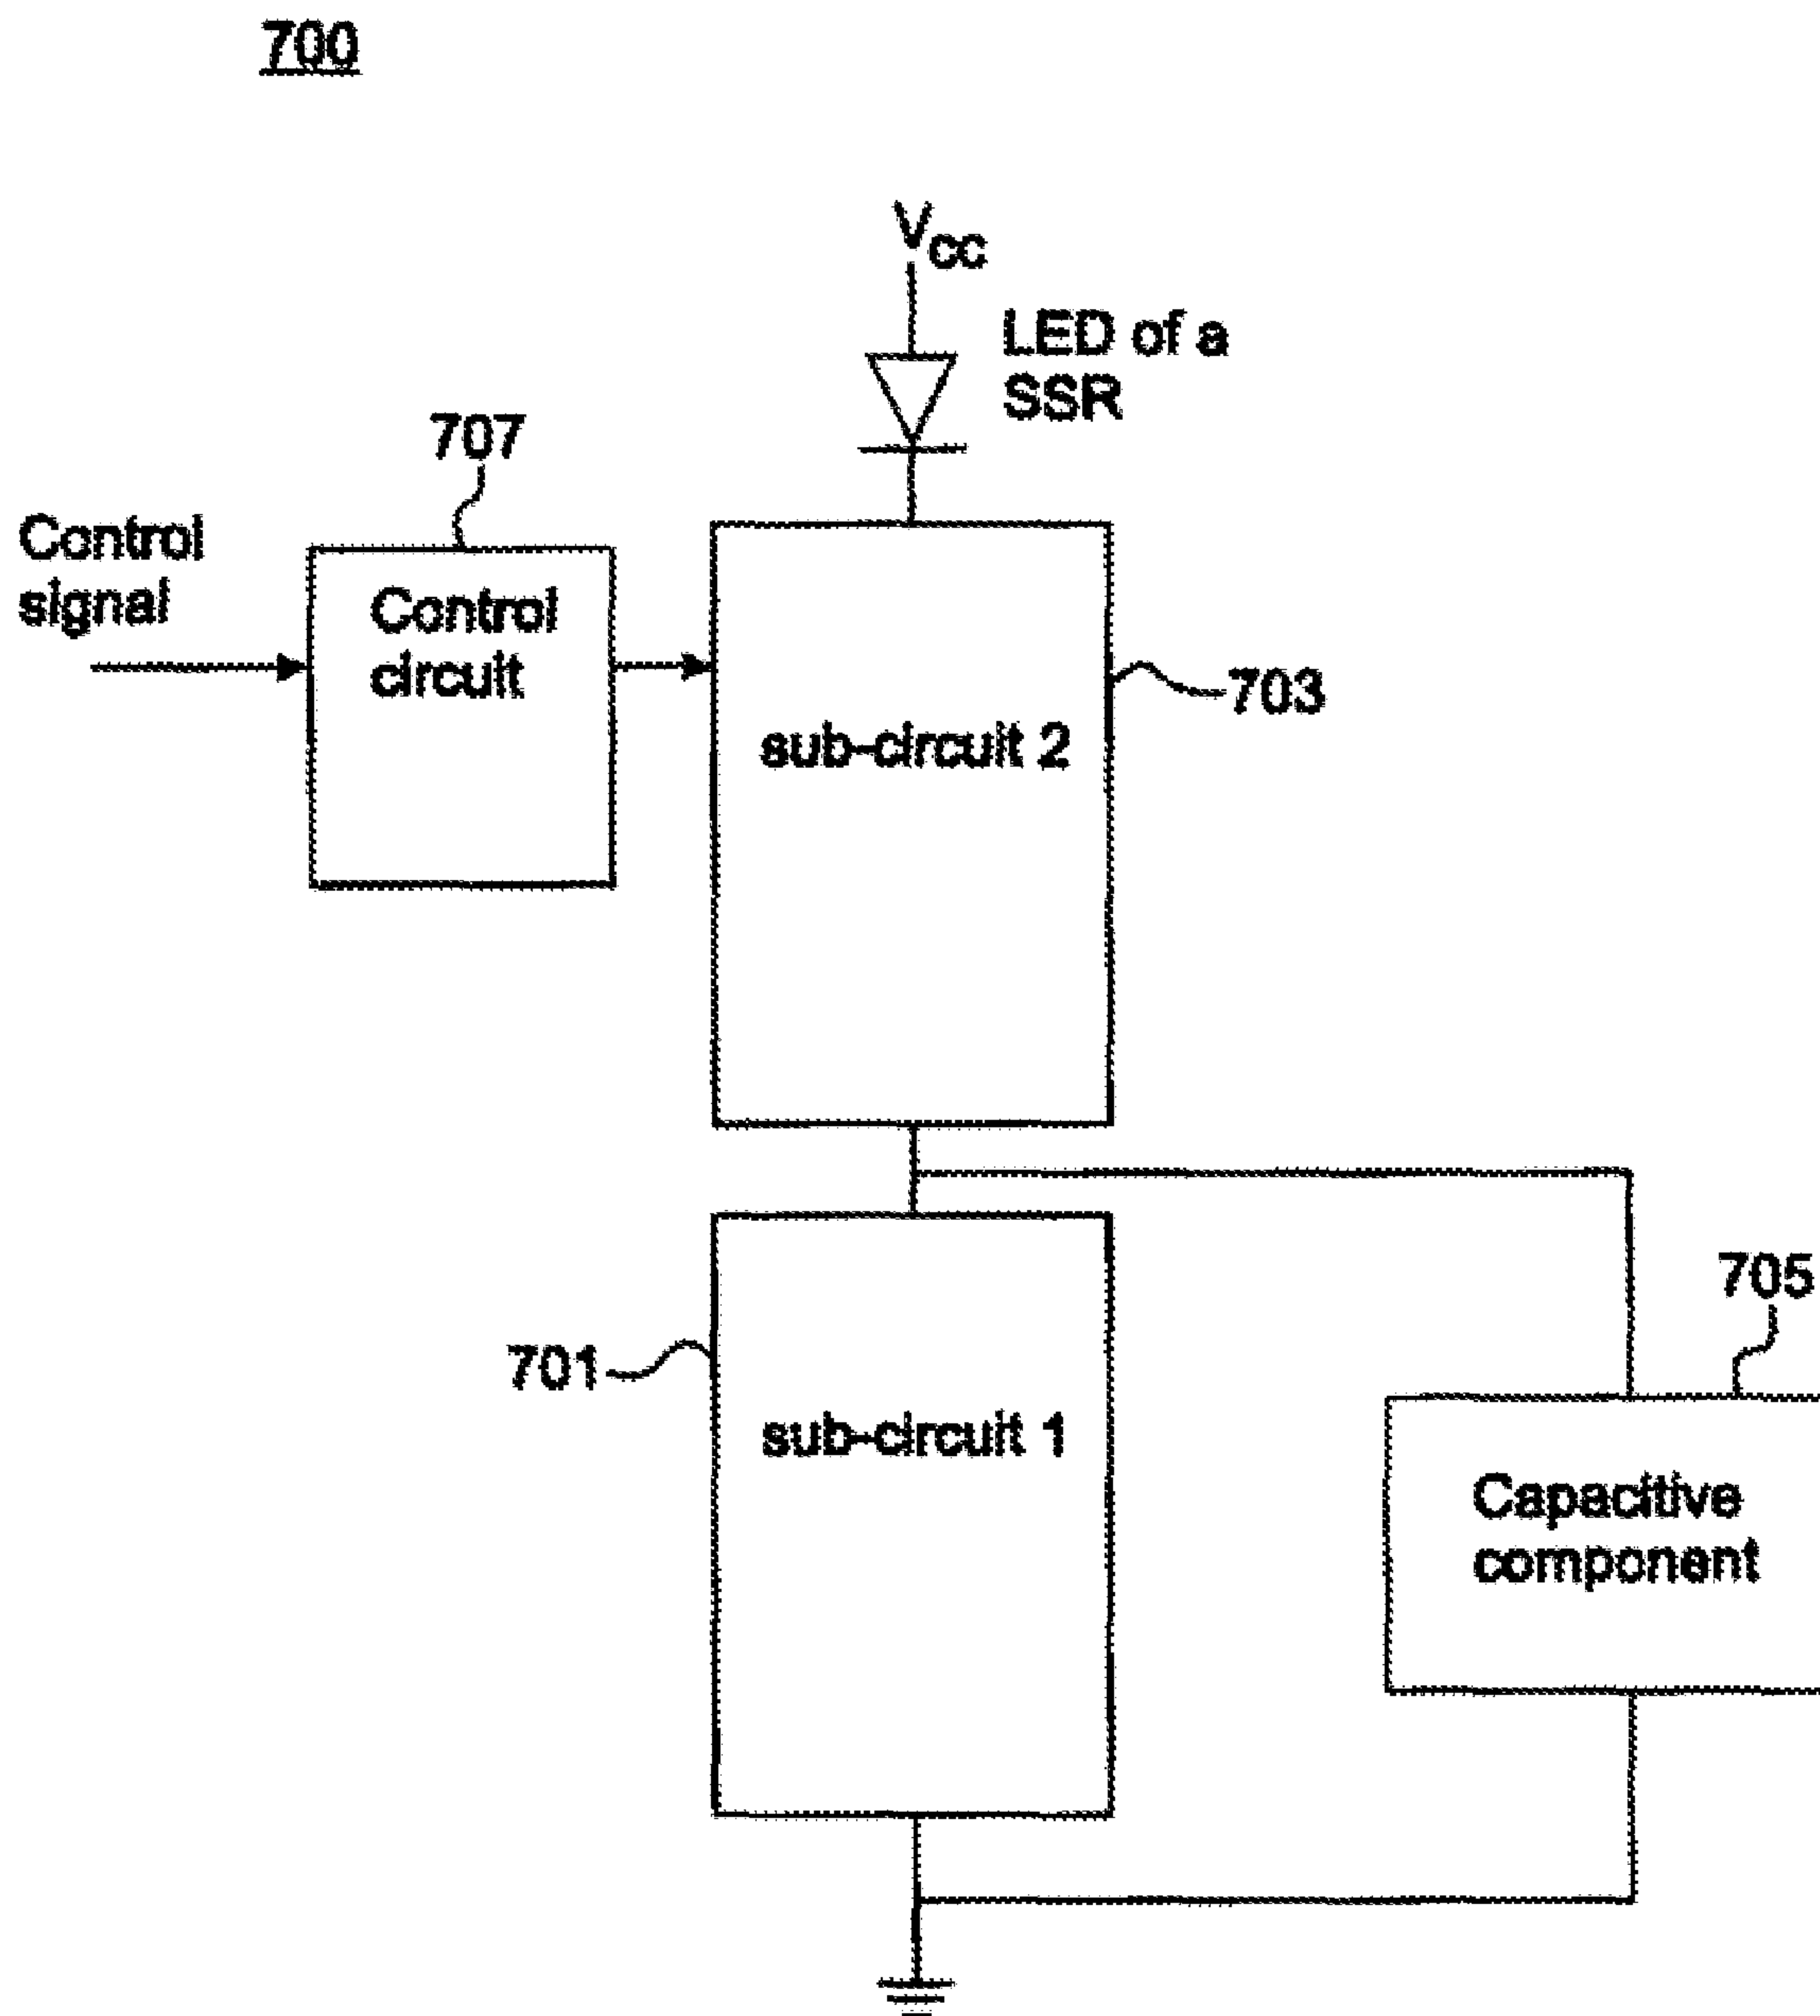 700
VCC
LED of a
SSR
707
Control
signal
Control
circuit
703
sub-circuit 2
705
701
sub-circuit 1
Capacitive
component